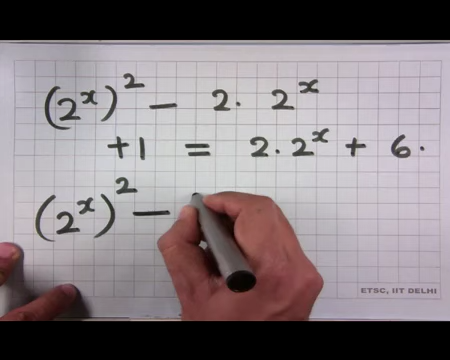 (2^x)^2 - 2. 2^x
+1 = 2.2^x + 6.
(2^x)^2 -
ETSC, IIT DELHI